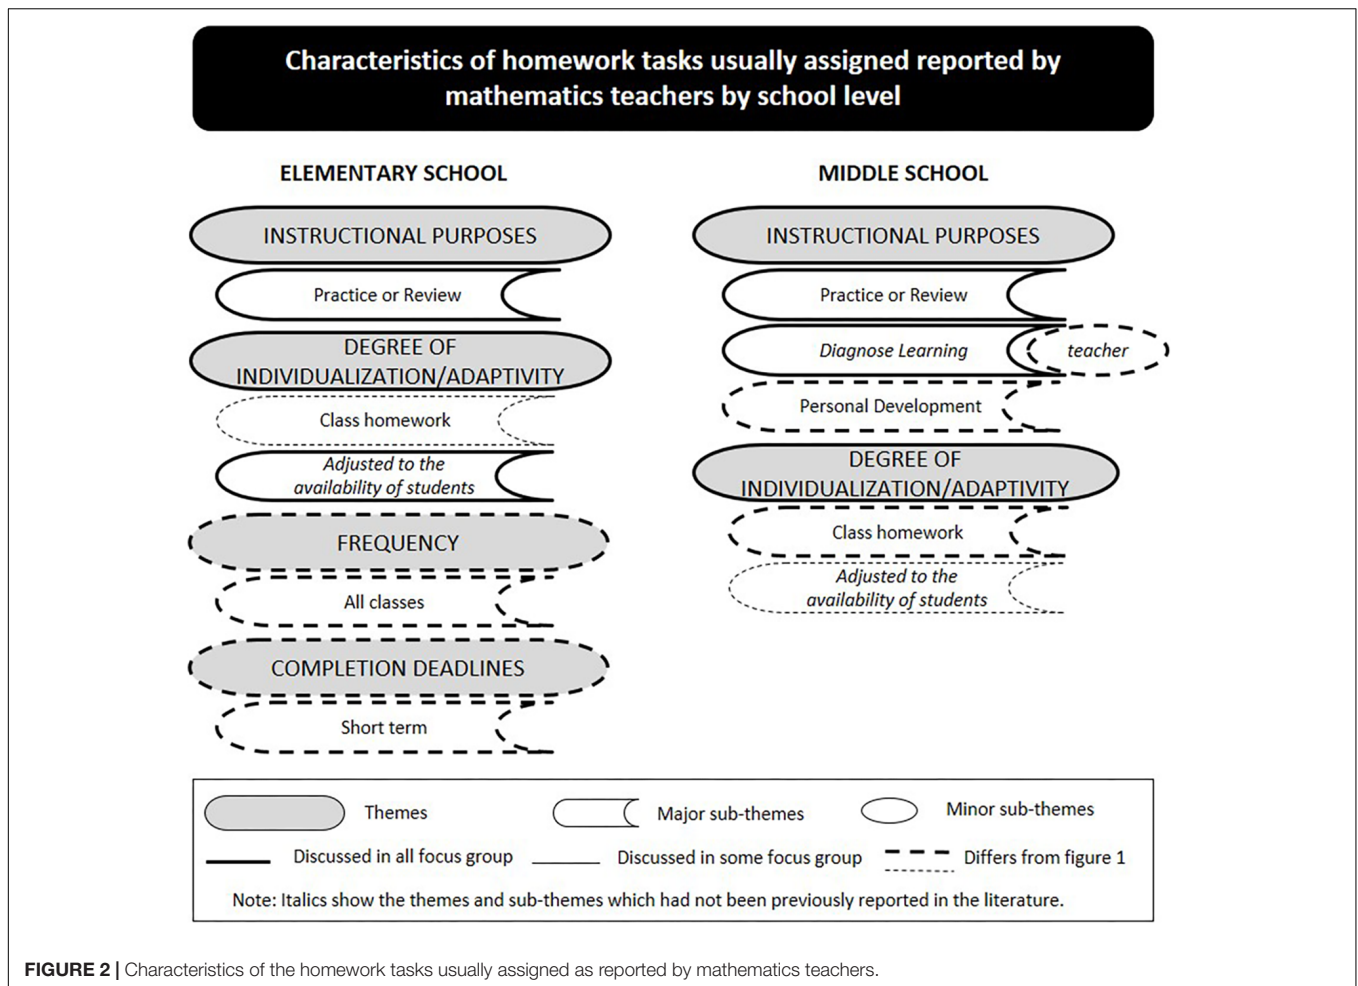 Characteristics of homework tasks usually assigned reported by
mathematics teachers by school level
ELEMENTARY SCHOOL
INSTRUCTIONAL PURPOSES
Practice or Review
DEGREE OF
INDIVIDUALIZATION/ADAPTIVITY
Class homework
Adjusted to the
availability of students
FREQUENCY
All classes
COMPLETION DEADLINES
Short term
MIDDLE SCHOOL
INSTRUCTIONAL PURPOSES
Practice or Review
Diagnose Learning
teacher
Personal Development
DEGREE OF
INDIVIDUALIZATION/ADAPTIVITY
Class homework
Adjusted to the
availability of students
Themes
Major sub-themes
Minor sub-themes
Discussed in all focus group
Discussed in some focus group
Differs from figure 1
Note: Italics show the themes and sub-themes which had not been previously reported in the literature.
FIGURE 2 | Characteristics of the homework tasks usually assigned as reported by mathematics teachers.